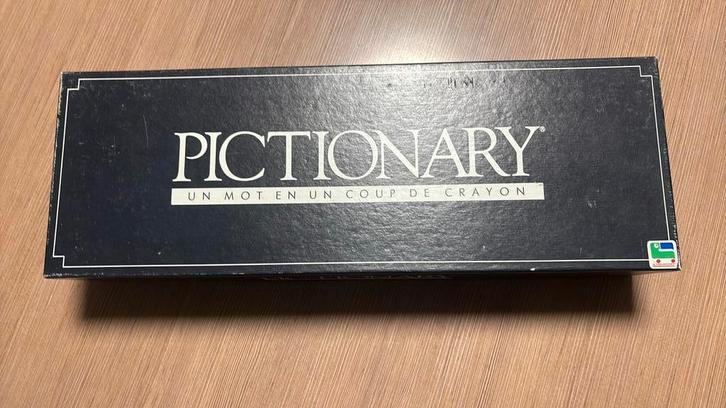 PICTIONARY®
UN MOT EN UN COUP DE CRAYON